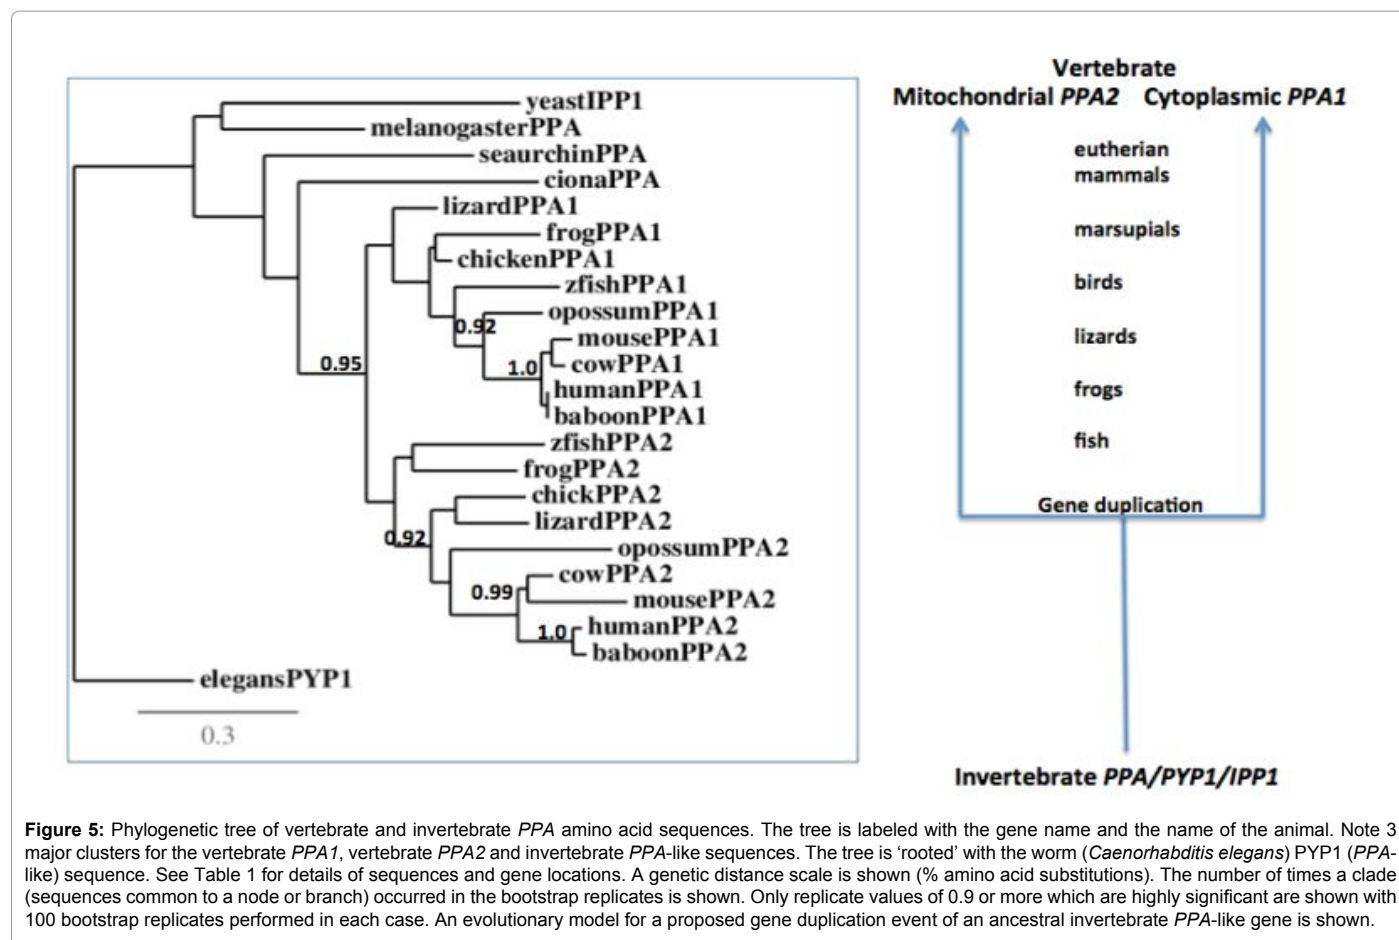 yeastIPP1
melanogasterPPA
seaurchinPPA
cionaPPA
lizardPPA1
frogPPA1
chickenPPA1
zfishPPA1
opossumPPA1
0.92
mousePPA1
cowPPA1
0.95
1.0
humanPPA1
baboonPPA1
zfishPPA2
frogPPA2
chickPPA2
lizardPPA2
0.92
opossumPPA2
cowPPA2
0.99
mousePPA2
humanPPA2
1.0
baboonPPA2
elegansPYP1
0.3
Vertebrate
Mitochondrial PPA2 Cytoplasmic PPA1
eutherian
mammals
marsupials
birds
lizards
frogs
fish
Gene duplication
Invertebrate PPA/PYP1/IPP1
Figure 5: Phylogenetic tree of vertebrate and invertebrate PPA amino acid sequences. The tree is labeled with the gene name and the name of the animal. Note 3
major clusters for the vertebrate PPA1, vertebrate PPA2 and invertebrate PPA-like sequences. The tree is ‘rooted’ with the worm (Caenorhabditis elegans) PYP1 (PPA-
like) sequence. See Table 1 for details of sequences and gene locations. A genetic distance scale is shown (% amino acid substitutions). The number of times a clade
(sequences common to a node or branch) occurred in the bootstrap replicates is shown. Only replicate values of 0.9 or more which are highly significant are shown with
100 bootstrap replicates performed in each case. An evolutionary model for a proposed gene duplication event of an ancestral invertebrate PPA-like gene is shown.